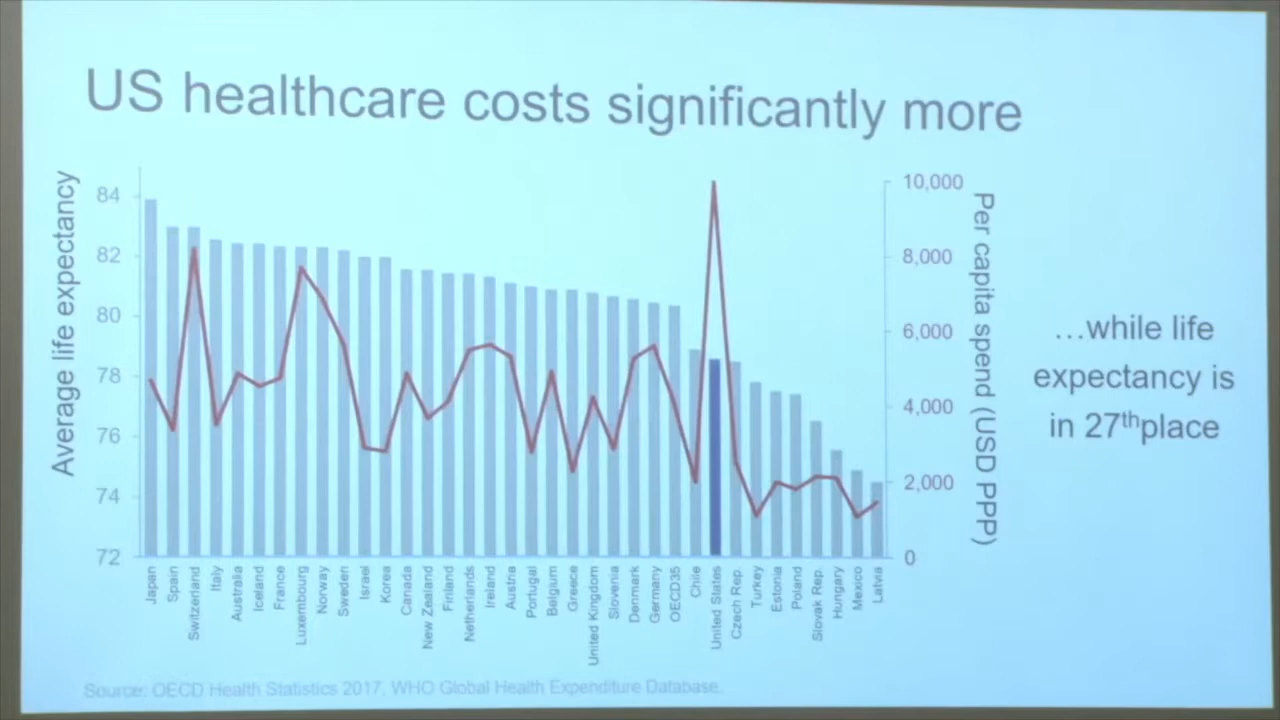 US healthcare costs significantly more
Average life expectancy
84
82
80
78
76
74
72
10,000
8,000
6,000
4,000
2,000
0
Per capita spend (USD PPP)
…while life
expectancy is
in 27thplace
Japan
Spain
Switzerland
Italy
Australia
Iceland
France
Luxembourg
Norway
Sweden
Israel
Korea
Canada
New Zealand
Finland
Netherlands
Ireland
Austria
Portugal
Belgium
Greece
United Kingdom
Slovenia
Denmark
Germany
OECD35
Chile
United States
Czech Rep.
Turkey
Estonia
Poland
Slovak Rep.
Hungary
Mexico
Latvia
Source: OECD Health Statistics 2017, WHO Global Health Expenditure Database.